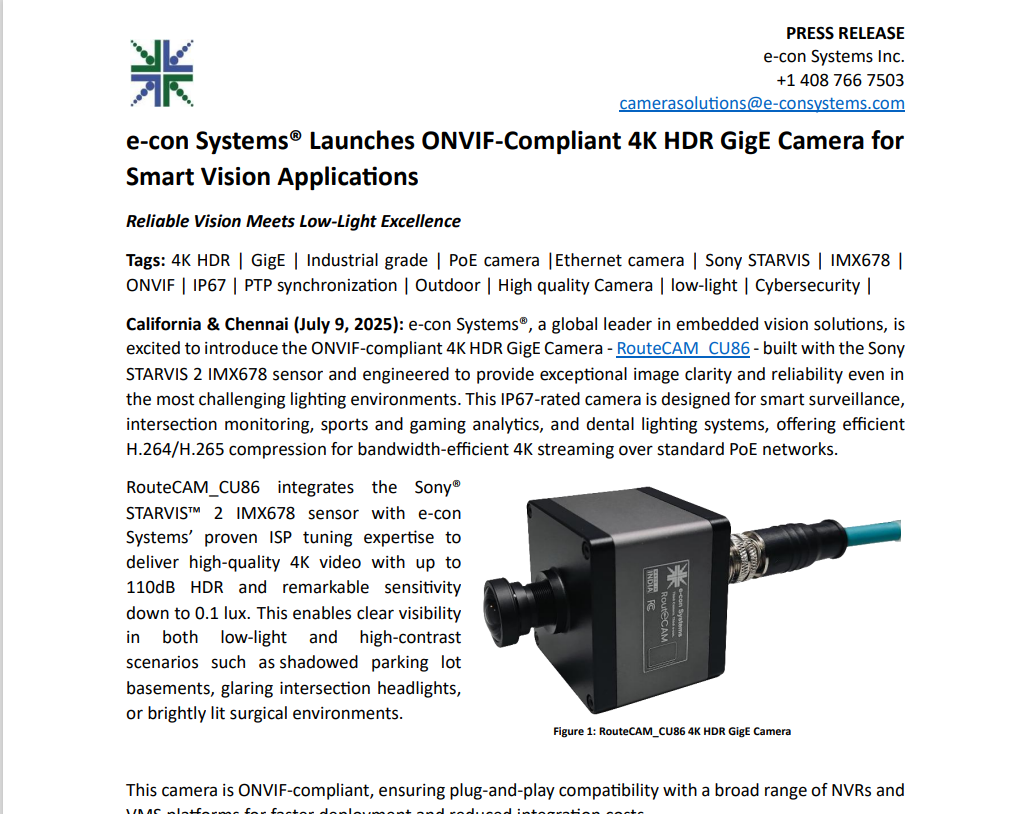 PRESS RELEASE
e-con Systems Inc.
+1 408 766 7503
camerasolutions@e-consystems.com
e-con Systems® Launches ONVIF-Compliant 4K HDR GigE Camera for
Smart Vision Applications
Reliable Vision Meets Low-Light Excellence
Tags: 4K HDR | GigE | Industrial grade | PoE camera |Ethernet camera | Sony STARVIS | IMX678 |
ONVIF | IP67 | PTP synchronization | Outdoor | High quality Camera | low-light | Cybersecurity |
California & Chennai (July 9, 2025): e-con Systems®, a global leader in embedded vision solutions, is
excited to introduce the ONVIF-compliant 4K HDR GigE Camera - RouteCAM_CU86 - built with the Sony
STARVIS 2 IMX678 sensor and engineered to provide exceptional image clarity and reliability even in
the most challenging lighting environments. This IP67-rated camera is designed for smart surveillance,
intersection monitoring, sports and gaming analytics, and dental lighting systems, offering efficient
H.264/H.265 compression for bandwidth-efficient 4K streaming over standard PoE networks.
RouteCAM_CU86 integrates the Sony®
STARVIS™ 2 IMX678 sensor with e-con
Systems’ proven ISP tuning expertise to
deliver high-quality 4K video with up to
110dB HDR and remarkable sensitivity
down to 0.1 lux. This enables clear visibility
in both low-light and high-contrast
scenarios such as shadowed parking lot
basements, glaring intersection headlights,
or brightly lit surgical environments.
e-con Systems
RouteCAM
FC
INDIA
Figure 1: RouteCAM_CU86 4K HDR GigE Camera
This camera is ONVIF-compliant, ensuring plug-and-play compatibility with a broad range of NVRs and
VMS platforms for faster deployment and reduced integration costs.